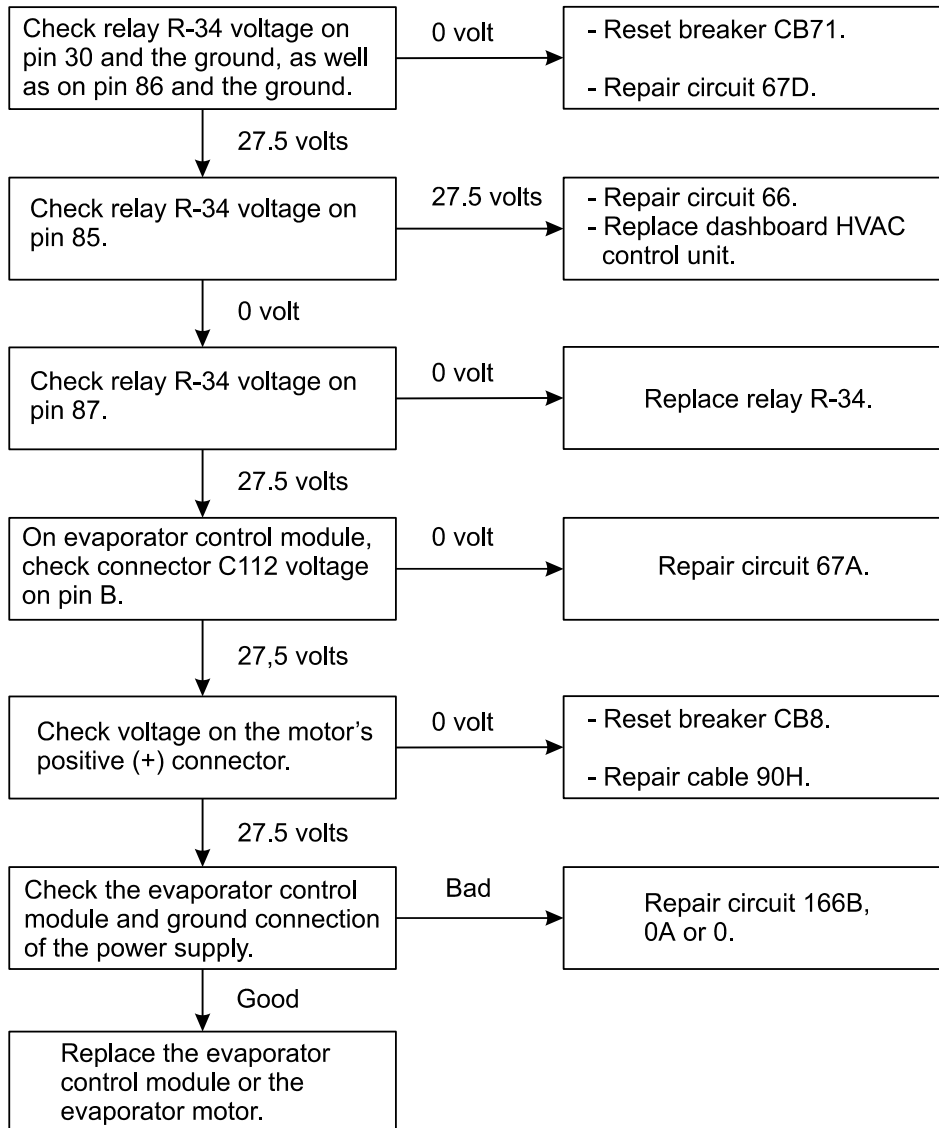 Check relay R-34 voltage on
pin 30 and the ground, as well
as on pin 86 and the ground.
0 volt
- Reset breaker CB71.
- Repair circuit 67D.
27.5 volts
Check relay R-34 voltage on
pin 85.
27.5 volts
- Repair circuit 66.
- Replace dashboard HVAC
control unit.
0 volt
Check relay R-34 voltage on
pin 87.
0 volt
Replace relay R-34.
27.5 volts
On evaporator control module,
check connector C112 voltage
on pin B.
0 volt
Repair circuit 67A.
27,5 volts
Check voltage on the motor’s
positive (+) connector.
0 volt
- Reset breaker CB8.
- Repair cable 90H.
27.5 volts
Check the evaporator control
module and ground connection
of the power supply.
Bad
Repair circuit 166B,
0A or 0.
Good
Replace the evaporator
control module or the
evaporator motor.